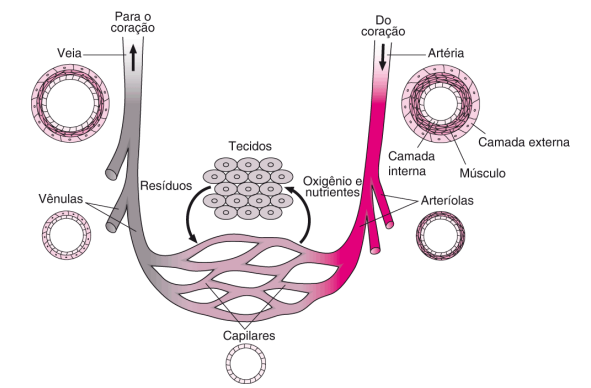 Para o
coração
Do
coração
Veia
Artéria
Camada externa
Tecidos
Camada
interna
Músculo
Resíduos
Oxigênio e
nutrientes
Vênulas
Arteríolas
Capilares